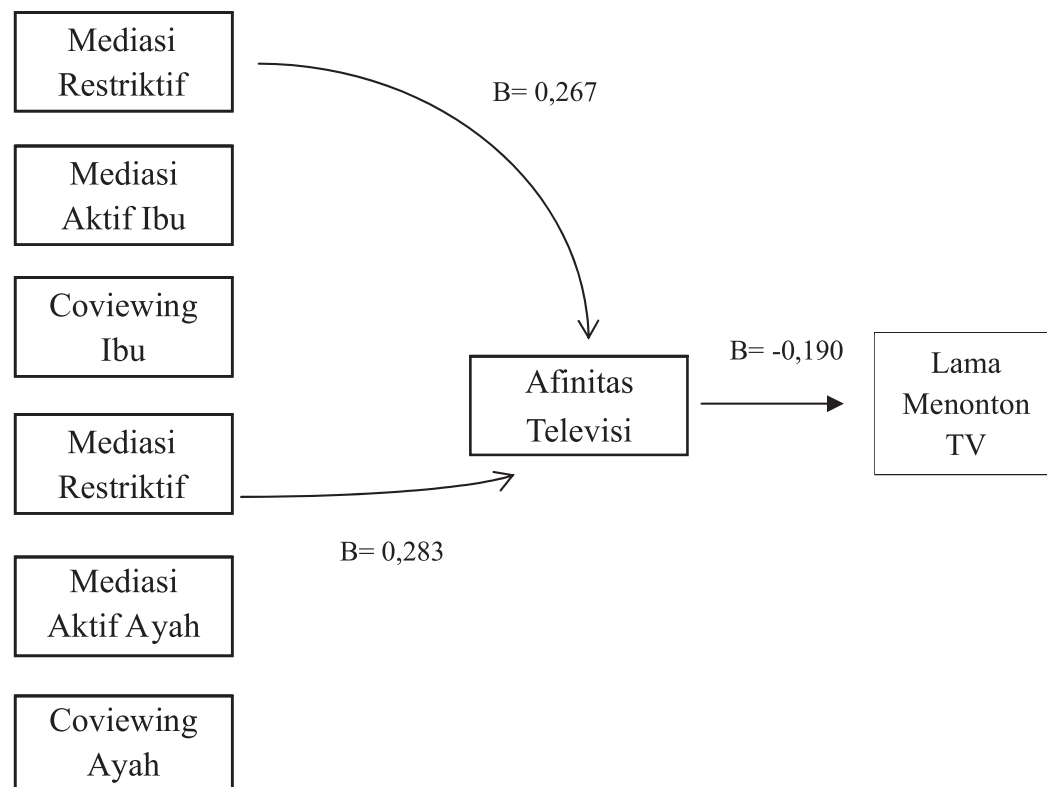 Mediasi
Restriktif
B= 0,267
Mediasi
Aktif Ibu
Coviewing
Ibu
B= -0,190
Afinitas
Televisi
Lama
Menonton
TV
Mediasi
Restriktif
B= 0,283
Mediasi
Aktif Ayah
Coviewing
Ayah